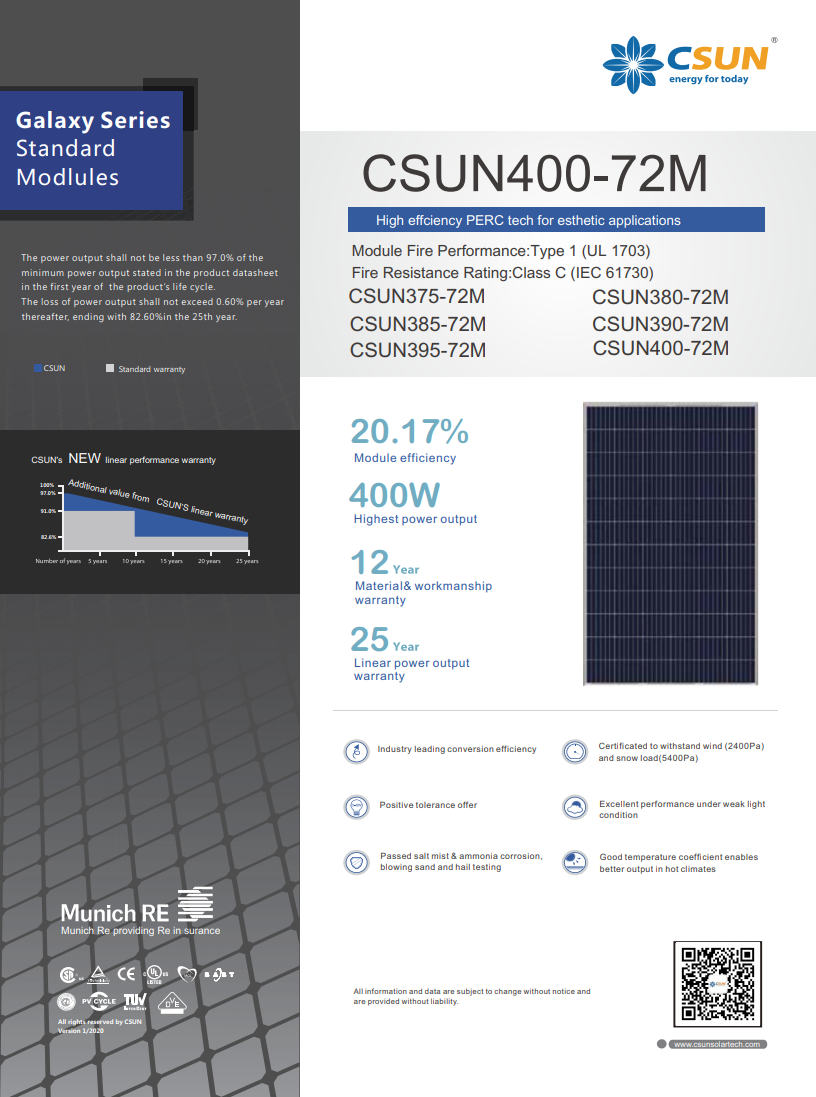 CSUN®
energy for today
Galaxy Series
Standard
Modlules
The power output shall not be less than 97.0% of the
minimum power output stated in the product datasheet
in the first year of the product's life cycle.
The loss of power output shall not exceed 0.60% per year
thereafter, ending with 82.60%in the 25th year.
CSUN
Standard warranty
CSUN's NEW linear performance warranty
100%
97.0%
91.0%
82.6%
Additional value from CSUN'S linear warranty
Number of years 5 years 10 years 15 years 20 years 25 years
Munich RE
Munich Re providing Re in surance
CE
UL
LISTED
PV CYCLE
TUV
DVE
All rights reserved by CSUN
Version 1/2020
CSUN400-72M
High effciency PERC tech for esthetic applications
Module Fire Performance:Type 1 (UL 1703)
Fire Resistance Rating:Class C (IEC 61730)
CSUN375-72M CSUN380-72M
CSUN385-72M CSUN390-72M
CSUN395-72M CSUN400-72M
20.17%
Module efficiency
400W
Highest power output
12 Year
Material& workmanship
warranty
25 Year
Linear power output
warranty
Industry leading conversion efficiency
Certificated to withstand wind (2400Pa)
and snow load(5400Pa)
Positive tolerance offer
Excellent performance under weak light
condition
Passed salt mist & ammonia corrosion,
blowing sand and hail testing
Good temperature coefficient enables
better output in hot climates
All information and data are subject to change without notice and
are provided without liability.
CSUN
www.csunsolartech.com